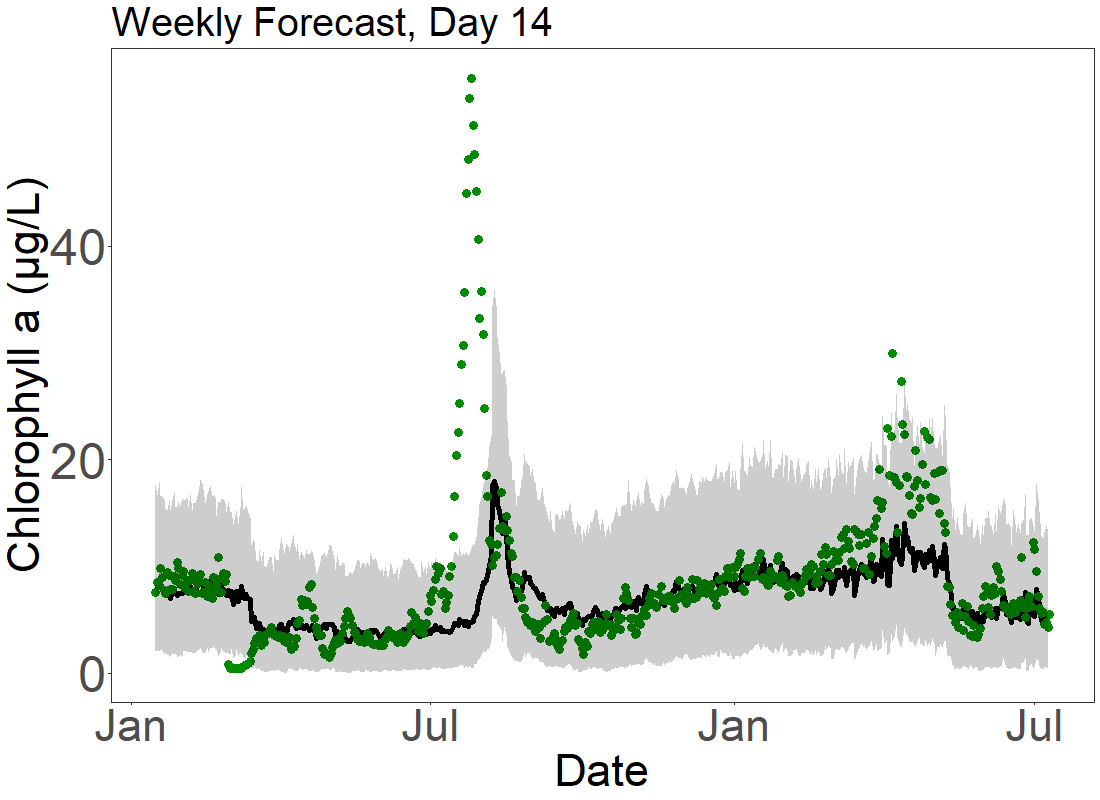 Weekly Forecast, Day 14
Chlorophyll a (μg/L)
40
20
0
Jan
Jul
Jan
Jul
Date